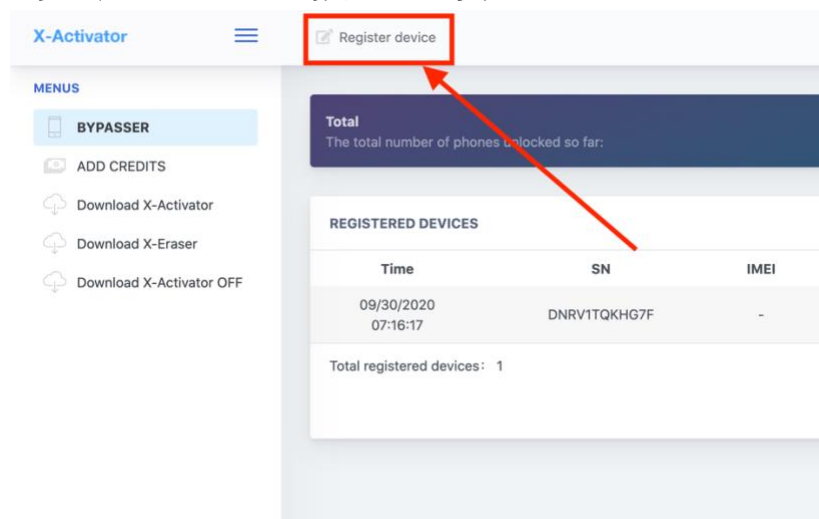 X-Activator
Register device
MENUS
BYPASSER
ADD CREDITS
Download X-Activator
Download X-Eraser
Download X-Activator OFF
Total
The total number of phones unlocked so far:
REGISTERED DEVICES
Time SN IMEI
09/30/2020
07:16:17
DNRV1TQKHG7F -
Total registered devices: 1